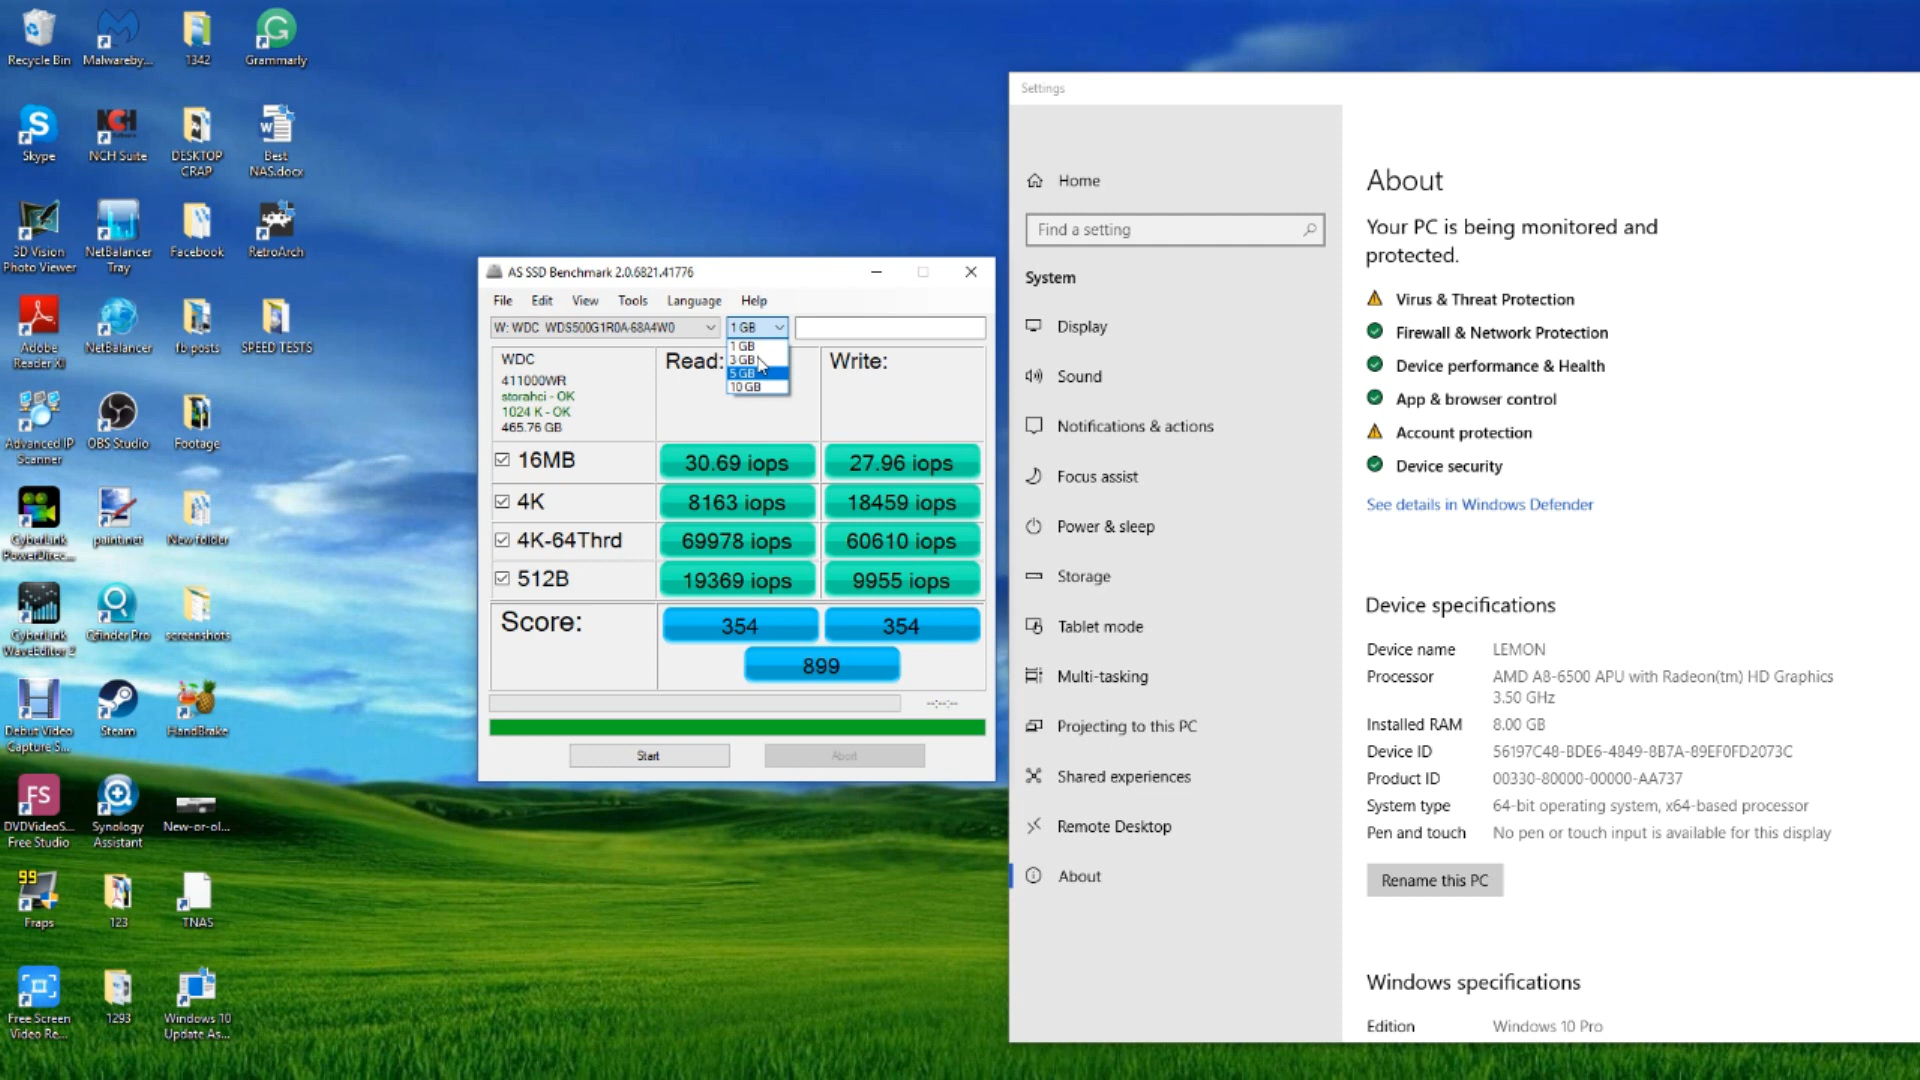 Recycle Bin
Malwareby...
1342
Grammarly
Skype
NCH Suite
DESKTOP
CRAP
Best
NAS.docx
3D Vision
Photo Viewer
NetBalancer
Tray
Facebook
RetroArch
Adobe
Reader XI
NetBalancer
fb posts
SPEED TESTS
Advanced IP
Scanner
OBS Studio
Footage
CyberLink
PowerDirec...
paint.net
New folder
CyberLink
WaveEditor 2
screenshots
Debut Video
Capture S...
Steam
HandBrake
FS
DVDVideoS...
Free Studio
Synology
Assistant
New-or-ol...
99
Fraps
123
TNAS
Free Screen
Video Re...
1293
Windows 10
Update As...
AS SSD Benchmark 2.0.6821.41776
File Edit View Tools Language Help
W: WDC WDS500G1R0A-68A4W0
1 GB
1 GB
3 GB
5 GB
10 GB
WDC
411000WR
storahci - OK
1024 K - OK
465.76 GB
Read:
Write:
16MB 30.69 iops 27.96 iops
4K 8163 iops 18459 iops
4K-64Thrd 69978 iops 60610 iops
512B 19369 iops 9955 iops
Score: 354 354
899
--:--:--
Start
Abort
Settings
Home
Find a setting
System
Display
Sound
Notifications & actions
Focus assist
Power & sleep
Storage
Tablet mode
Multi-tasking
Projecting to this PC
Shared experiences
Remote Desktop
About
About
Your PC is being monitored and
protected.
Virus & Threat Protection
Firewall & Network Protection
Device performance & Health
App & browser control
Account protection
Device security
See details in Windows Defender
Device specifications
Device name LEMON
Processor AMD A8-6500 APU with Radeon(tm) HD Graphics
3.50 GHz
Installed RAM 8.00 GB
Device ID 56197C48-BDE6-4849-8B7A-89EF0FD2073C
Product ID 00330-80000-00000-AA737
System type 64-bit operating system, x64-based processor
Pen and touch No pen or touch input is available for this display
Rename this PC
Windows specifications
Edition Windows 10 Pro